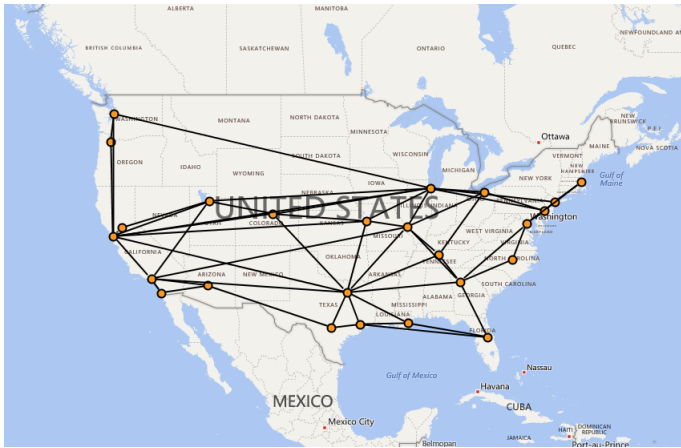 ALBERTA
MANITOBA
NEWFOUNDLAND AN
BRITISH COLUMBIA
SASKATCHEWAN
ONTARIO
QUEBEC
WASHINGTON
MONTANA
NORTH DAKOTA
MINNESOTA
Ottawa
NEW
BRUNSWICK
P.E.I.
MAINE
NOVA SCOTIA
OREGON
IDAHO
SOUTH DAKOTA
WISCONSIN
MICHIGAN
VERMONT
NEW
HAMPSHIRE
WYOMING
NEW YORK
Gulf of
Maine
IOWA
NEBRASKA
PENNSYLVANIA
NEVADA
UTAH
UNITED STATES
COLORADO
KANSAS
ILLINOIS
INDIANA
Washington
MISSOURI
WEST VIRGINIA
VIRGINIA
KENTUCKY
CALIFORNIA
OKLAHOMA
TENNESSEE
NORTH CAROLINA
ARIZONA
NEW MEXICO
ARKANSAS
SOUTH CAROLINA
TEXAS
MISSISSIPPI
ALABAMA
GEORGIA
LOUISIANA
FLORIDA
Gulf of Mexico
Nassau
Havana
MEXICO
CUBA
Mexico City
HAITI
DOMINICAN
REPUBLIC
JAMAICA
Port-au-Prince
Belmopan